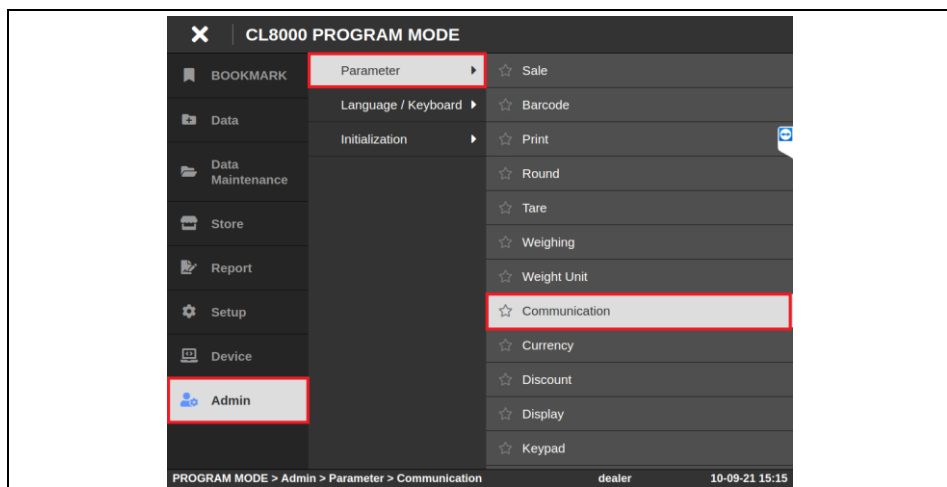 CL8000 PROGRAM MODE
BOOKMARK
Data
Data
Maintenance
Store
Report
Setup
Device
Admin
Parameter
Language / Keyboard
Initialization
Sale
Barcode
Print
Round
Tare
Weighing
Weight Unit
Communication
Currency
Discount
Display
Keypad
PROGRAM MODE > Admin > Parameter > Communication dealer 10-09-21 15:15